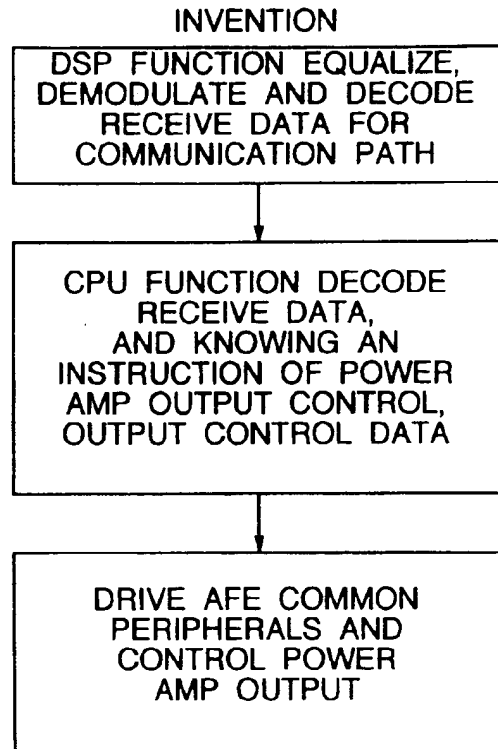 INVENTION
DSP FUNCTION EQUALIZE,
DEMODULATE AND DECODE
RECEIVE DATA FOR
COMMUNICATION PATH
CPU FUNCTION DECODE
RECEIVE DATA,
AND KNOWING AN
INSTRUCTION OF POWER
AMP OUTPUT CONTROL,
OUTPUT CONTROL DATA
DRIVE AFE COMMON
PERIPHERALS AND
CONTROL POWER
AMP OUTPUT